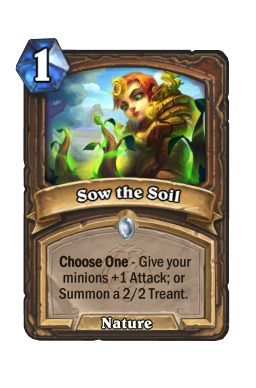 1
Sow the Soil
Choose One - Give your
minions +1 Attack; or
Summon a 2/2 Treant.
Nature